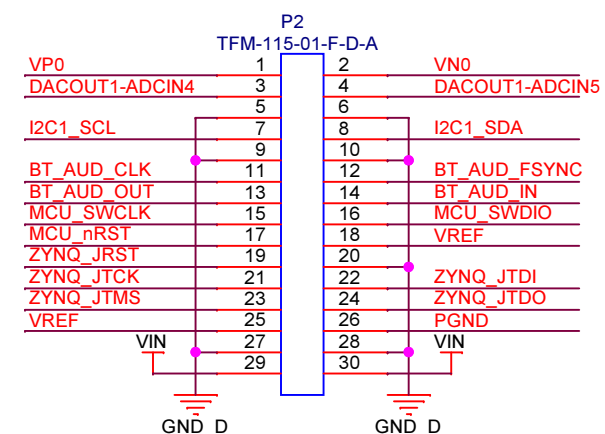 P2
TFM-115-01-F-D-A
VP0 1 2 VN0
DACOUT1-ADCIN4 3 4 DACOUT1-ADCIN5
5 6
I2C1_SCL 7 8 I2C1_SDA
9 10
BT_AUD_CLK 11 12 BT_AUD_FSYNC
BT_AUD_OUT 13 14 BT_AUD_IN
MCU_SWCLK 15 16 MCU_SWDIO
MCU_nRST 17 18 VREF
ZYNQ_JRST 19 20
ZYNQ_JTCK 21 22 ZYNQ_JTDI
ZYNQ_JTMS 23 24 ZYNQ_JTDO
VREF 25 26 PGND
VIN 27 28 VIN
29 30
GND_D GND_D